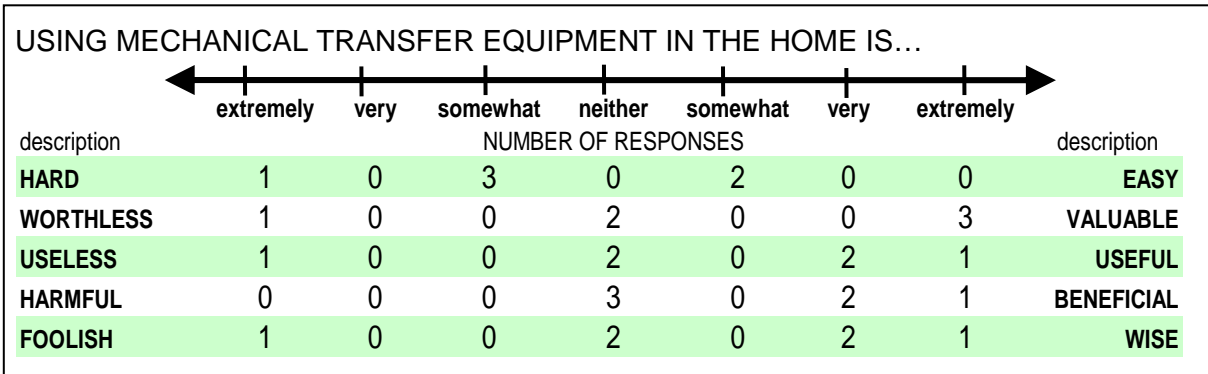 USING MECHANICAL TRANSFER EQUIPMENT IN THE HOME IS…
extremely very somewhat neither somewhat very extremely
description NUMBER OF RESPONSES description
HARD 1 0 3 0 2 0 0 EASY
WORTHLESS 1 0 0 2 0 0 3 VALUABLE
USELESS 1 0 0 2 0 2 1 USEFUL
HARMFUL 0 0 0 3 0 2 1 BENEFICIAL
FOOLISH 1 0 0 2 0 2 1 WISE